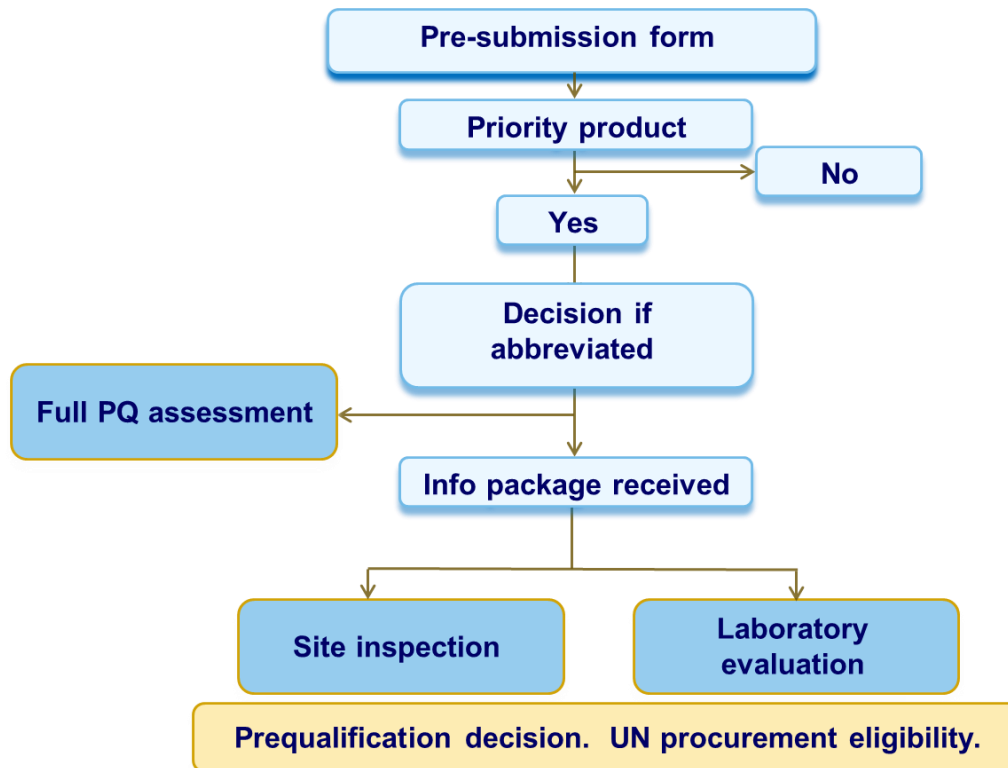 Pre-submission form
Priority product
No
Yes
Decision if
abbreviated
Full PQ assessment
Info package received
Site inspection
Laboratory
evaluation
Prequalification decision. UN procurement eligibility.